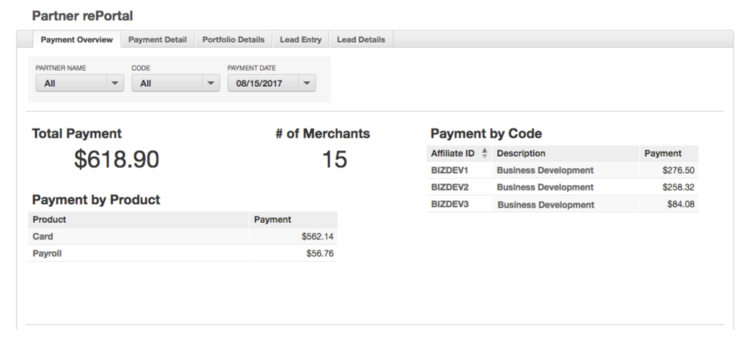 Partner rePortal
Payment Overview Payment Detail Portfolio Details Lead Entry Lead Details
PARTNER NAME CODE PAYMENT DATE
All All 08/15/2017
Total Payment
$618.90
# of Merchants
15
Payment by Product
Product Payment
Card $562.14
Payroll $56.76
Payment by Code
Affiliate ID Description Payment
BIZDEV1 Business Development $276.50
BIZDEV2 Business Development $258.32
BIZDEV3 Business Development $84.08